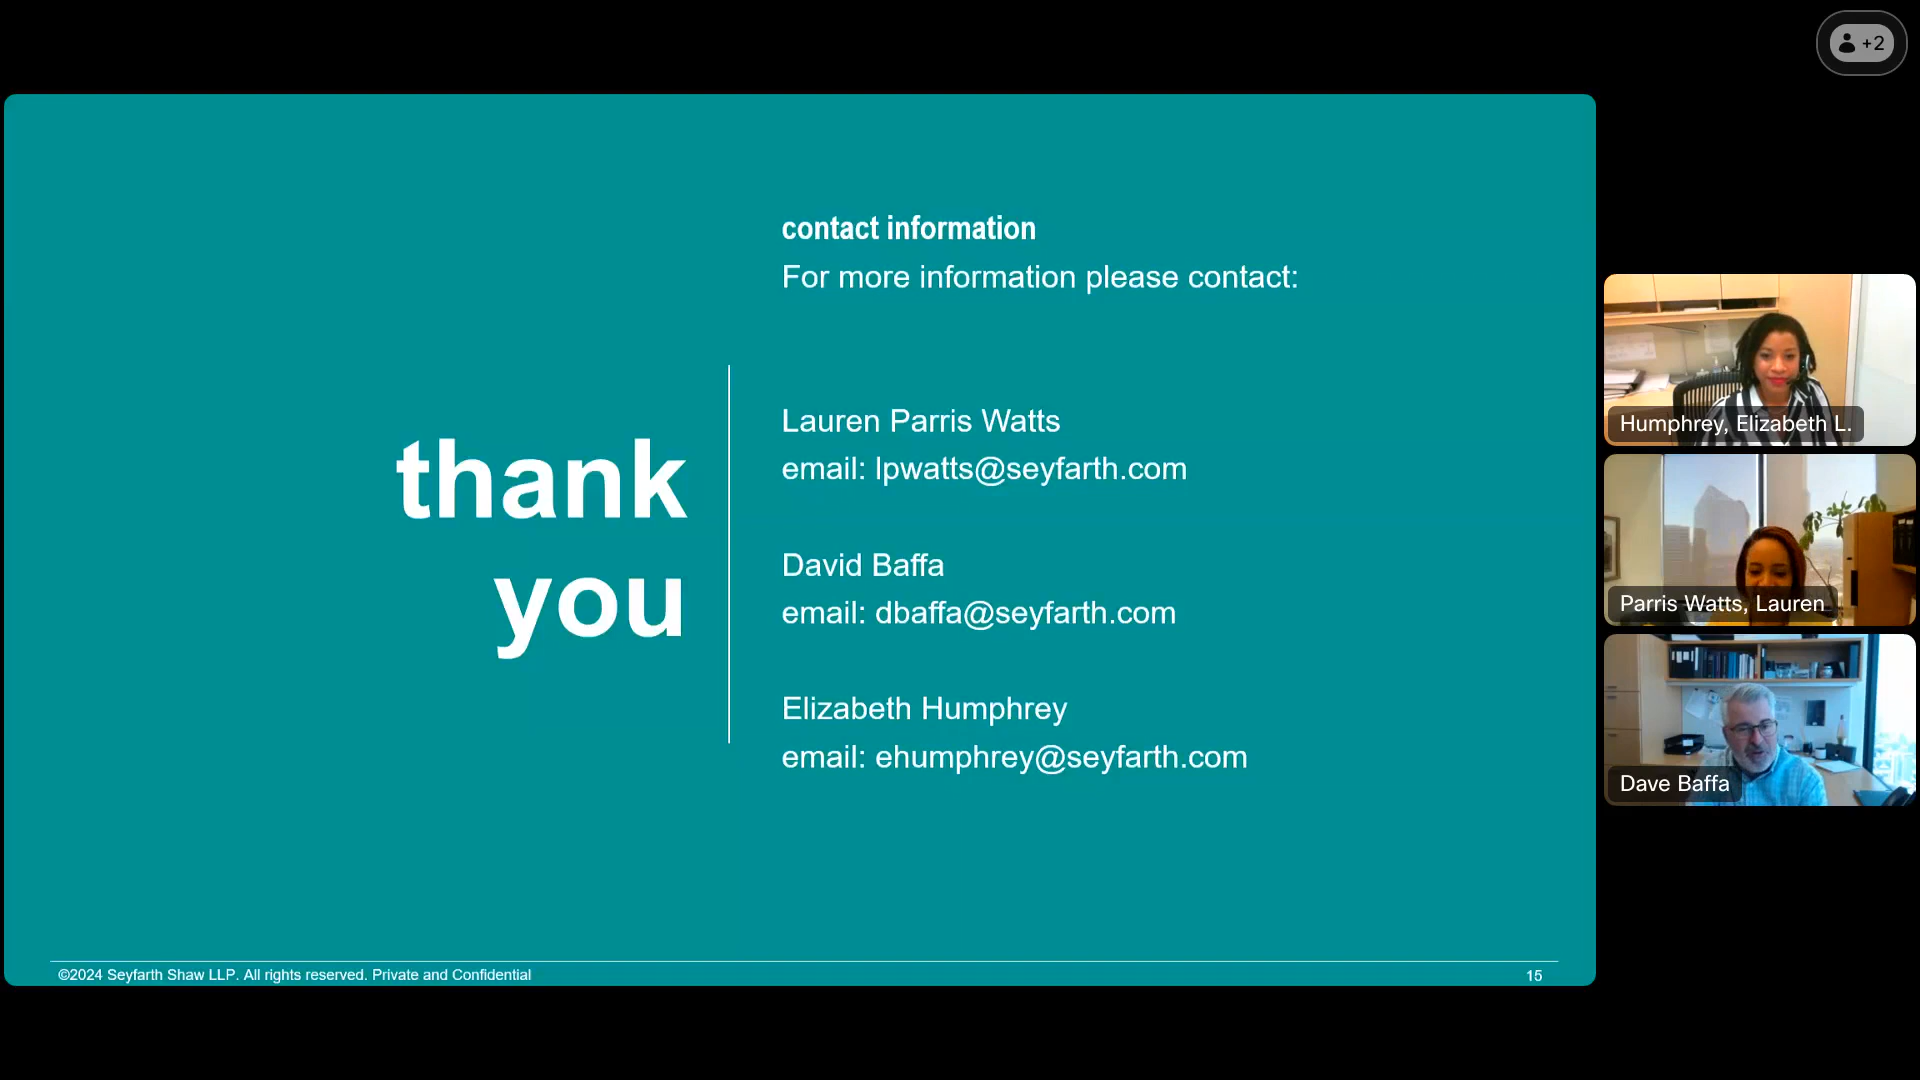 +2
contact information
For more information please contact:
thank
you
Lauren Parris Watts
email: lpwatts@seyfarth.com
David Baffa
email: dbaffa@seyfarth.com
Elizabeth Humphrey
email: ehumphrey@seyfarth.com
©2024 Seyfarth Shaw LLP. All rights reserved. Private and Confidential
15
Humphrey, Elizabeth L.
Parris Watts, Lauren
Dave Baffa